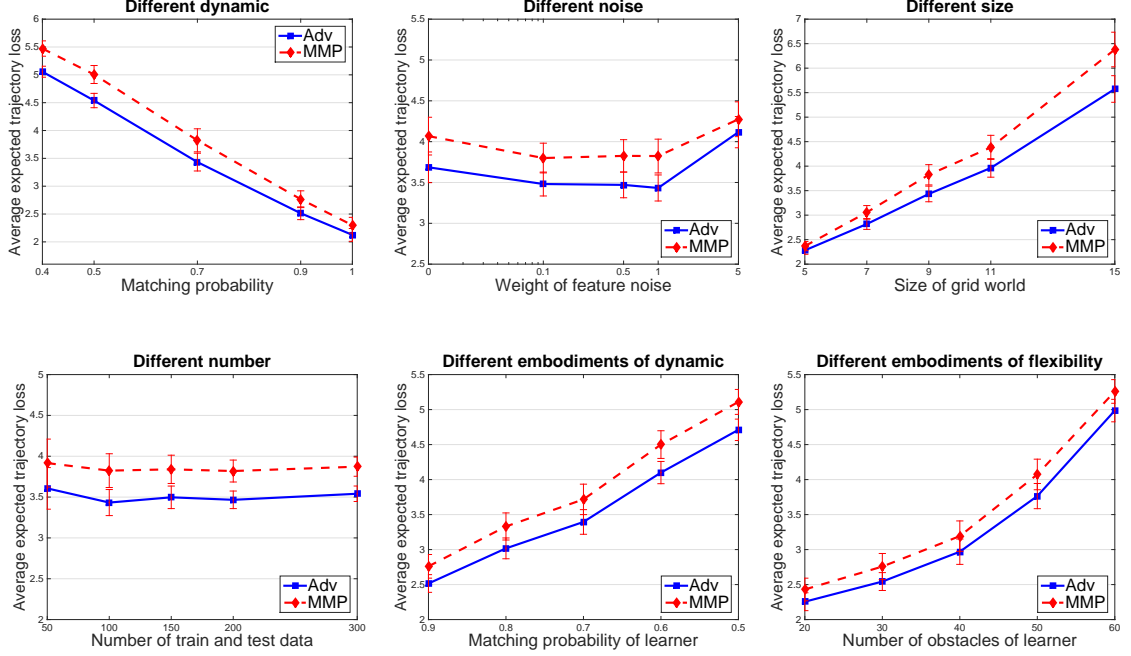 Different dynamic
Average expected trajectory loss
5.5
5
4.5
4
3.5
3
2.5
2
0.4
0.5
0.7
0.9
1
Matching probability
Adv
MMP
Different noise
Average expected trajectory loss
5.5
5
4.5
4
3.5
3
2.5
0
0.1
0.5
1
5
Weight of feature noise
Adv
MMP
Different size
Average expected trajectory loss
7
6.5
6
5.5
5
4.5
4
3.5
3
2.5
2
5
7
9
11
15
Size of grid world
Adv
MMP
Different number
Average expected trajectory loss
5
4.5
4
3.5
3
2.5
2
50
100
150
200
300
Number of train and test data
Adv
MMP
Different embodiments of dynamic
Average expected trajectory loss
5.5
5
4.5
4
3.5
3
2.5
2
0.9
0.8
0.7
0.6
0.5
Matching probability of learner
Adv
MMP
Different embodiments of flexibility
Average expected trajectory loss
5.5
5
4.5
4
3.5
3
2.5
2
20
30
40
50
60
Number of obstacles of learner
Adv
MMP